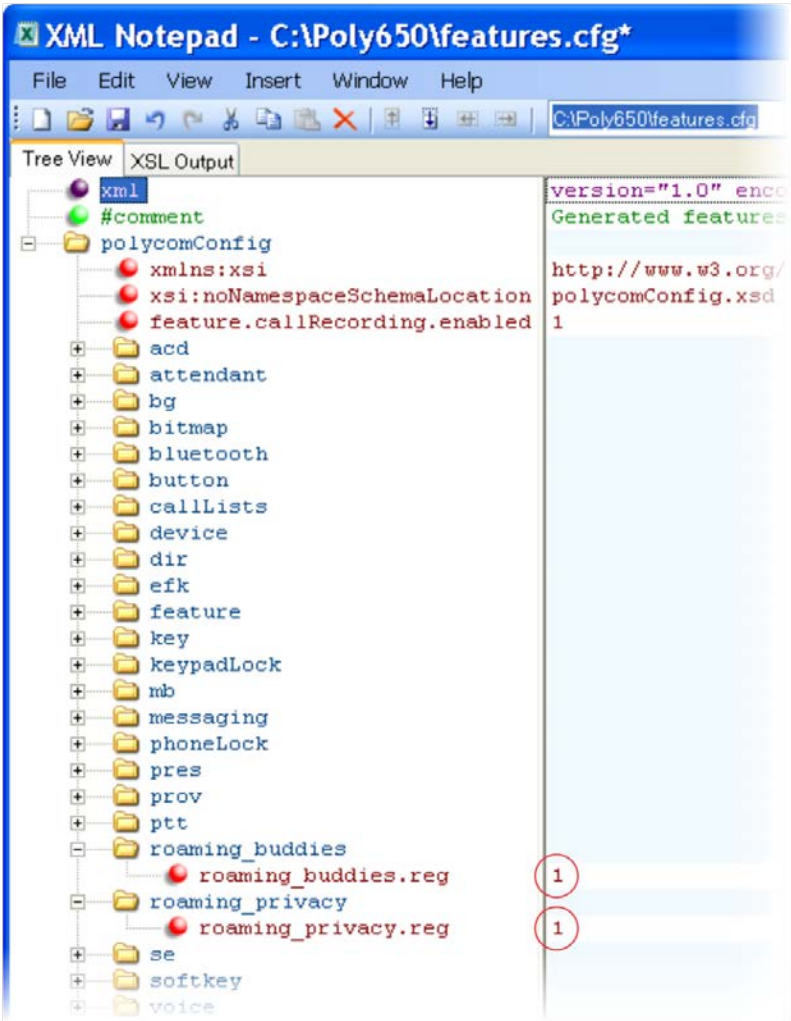 XML Notepad - C:\Poly650\features.cfg*
File Edit View Insert Window Help
C:\Poly650\features.cfg
Tree View XSL Output
xml version="1.0" enco
#comment Generated features
polycomConfig
xmlns:xsi http://www.w3.org/
xsi:noNamespaceSchemaLocation polycomConfig.xsd
feature.callRecording.enabled 1
acd
attendant
bg
bitmap
bluetooth
button
callLists
device
dir
efk
feature
key
keypadLock
mb
messaging
phoneLock
pres
prov
ptt
roaming_buddies
roaming_buddies.reg 1
roaming_privacy
roaming_privacy.reg 1
se
softkey
voice